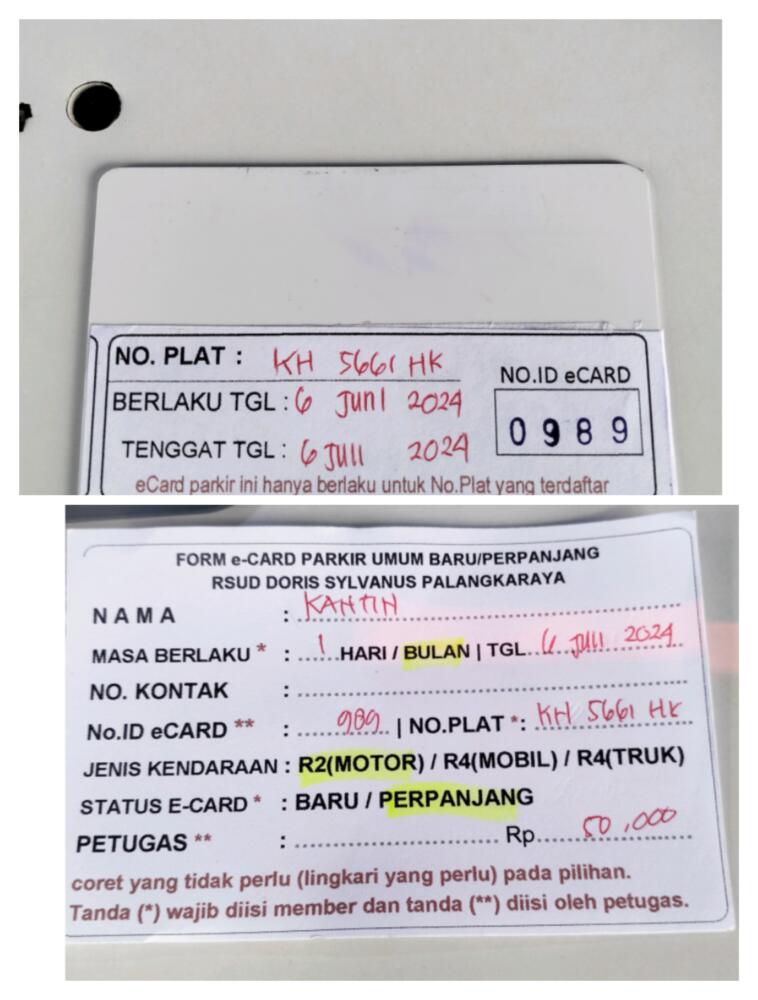 NO. PLAT : KH 5661 HK
BERLAKU TGL : 6 JUNI 2024
TENGGAT TGL : 6 JULI 2024
NO.ID eCARD
0989
eCard parkir ini hanya berlaku untuk No.Plat yang terdaftar
FORM e-CARD PARKIR UMUM BARU/PERPANJANG
RSUD DORIS SYLVANUS PALANGKARAYA
NAMA : KANTIN
MASA BERLAKU * : 1 HARI / BULAN | TGL. 6 JULI 2024
NO. KONTAK :
No.ID eCARD ** : 989 | NO.PLAT *: KH 5661 HK
JENIS KENDARAAN : R2(MOTOR) / R4(MOBIL) / R4(TRUK)
STATUS E-CARD * : BARU / PERPANJANG
PETUGAS ** : Rp. 50,000
coret yang tidak perlu (lingkari yang perlu) pada pilihan.
Tanda (*) wajib diisi member dan tanda (**) diisi oleh petugas.